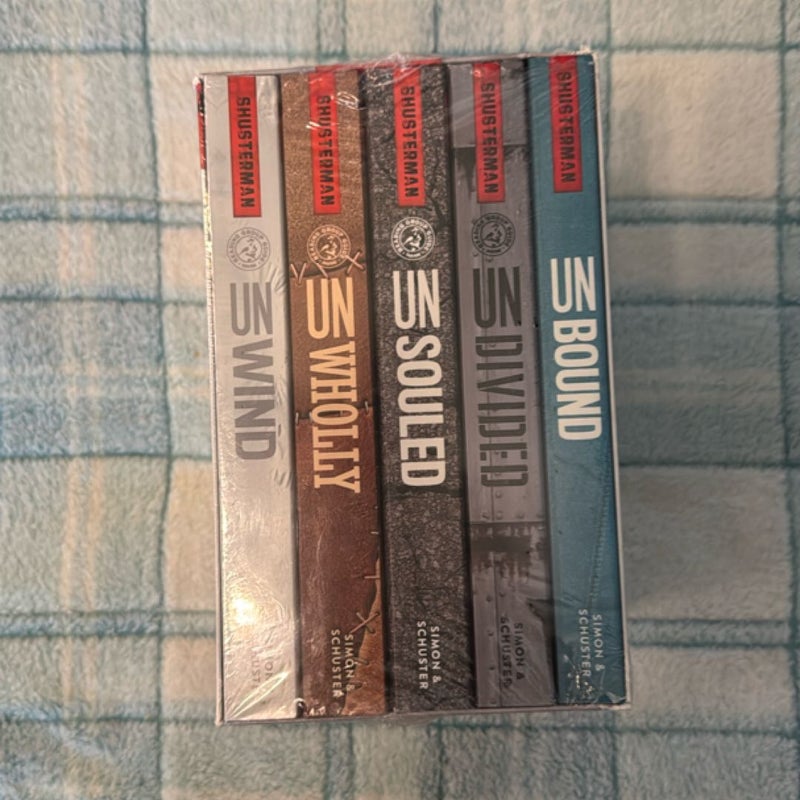 SHUSTERMAN
UNWIND
SHUSTERMAN
UNWHOLLY
SIMON &
SCHUSTER
SHUSTERMAN
UNSOULED
SIMON &
SCHUSTER
SHUSTERMAN
UNDIVIDED
SIMON &
SCHUSTER
SHUSTERMAN
UNBOUND
SIMON &
SCHUSTER